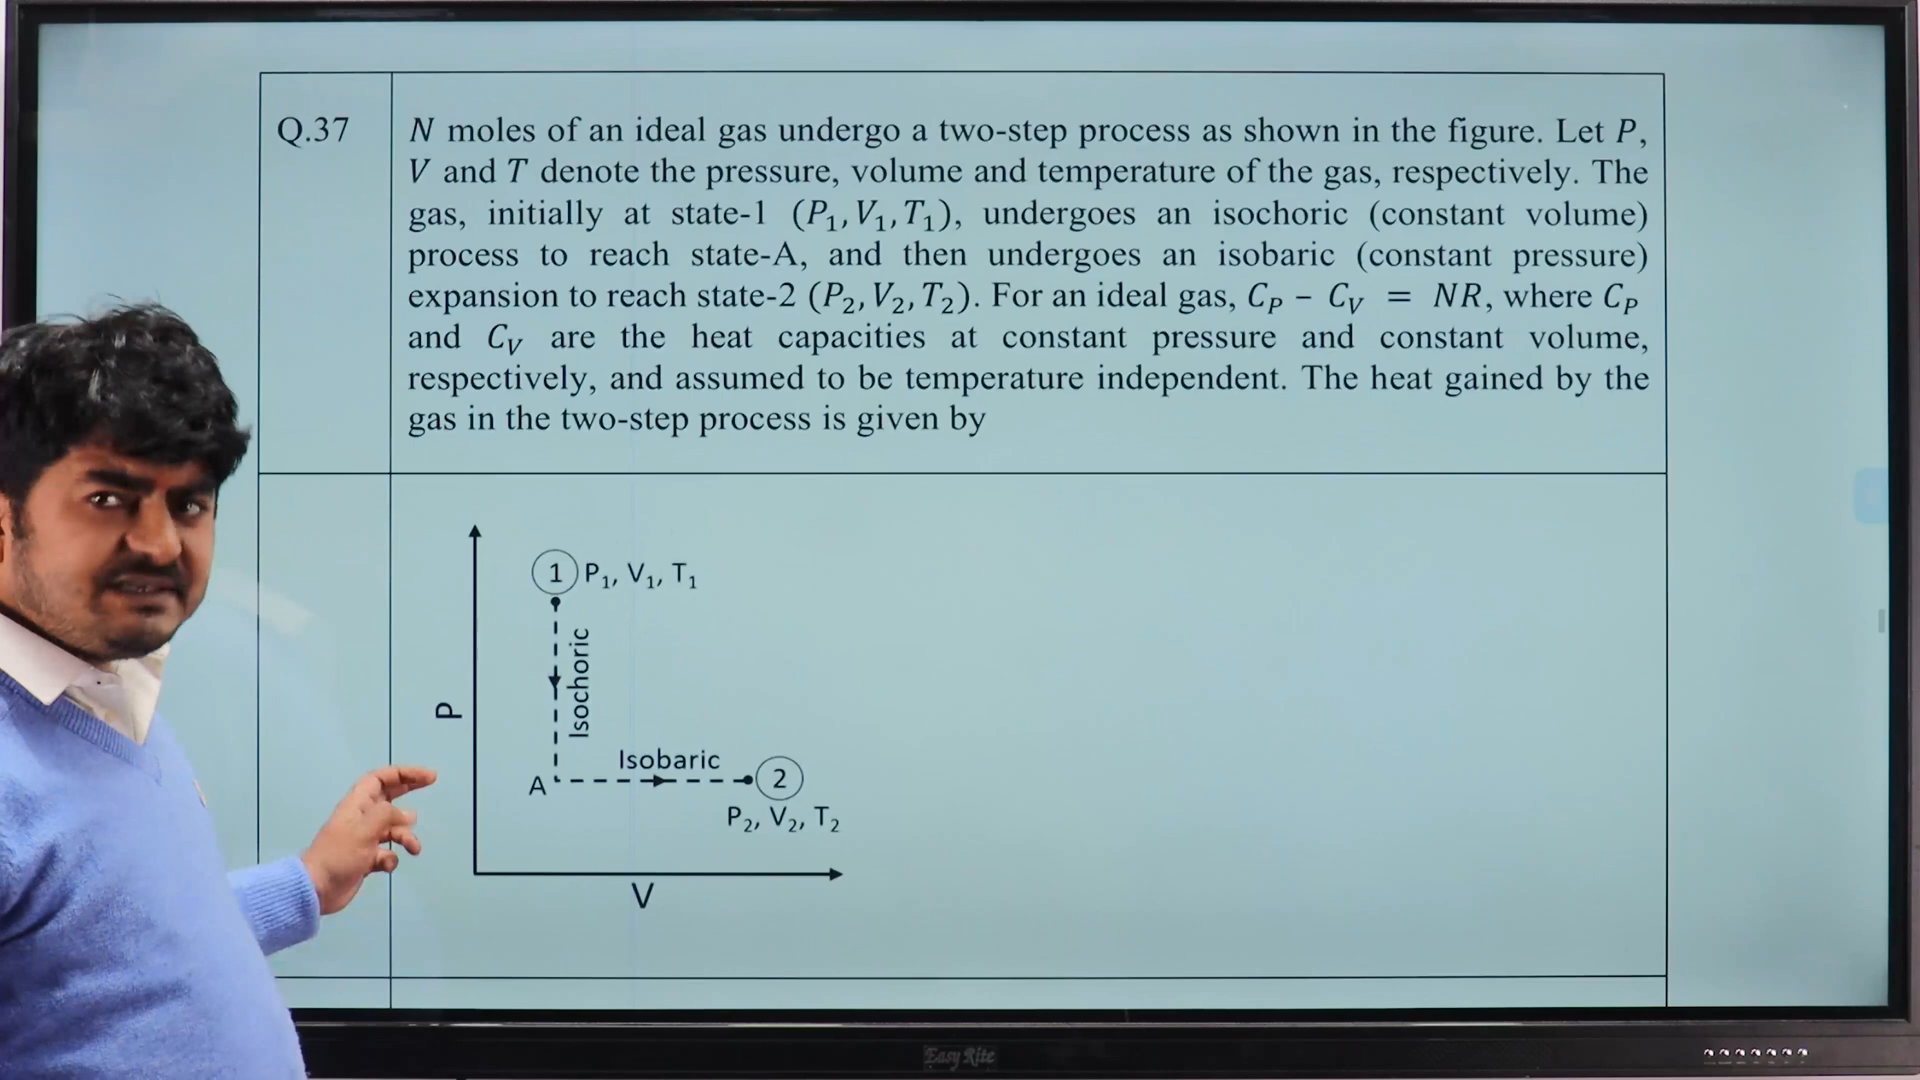 Q.37
N moles of an ideal gas undergo a two-step process as shown in the figure. Let P,
V and T denote the pressure, volume and temperature of the gas, respectively. The
gas, initially at state-1 (P₁, V₁, T₁), undergoes an isochoric (constant volume)
process to reach state-A, and then undergoes an isobaric (constant pressure)
expansion to reach state-2 (P₂, V₂, T₂). For an ideal gas, C_P − C_V = NR, where C_P
and C_V are the heat capacities at constant pressure and constant volume,
respectively, and assumed to be temperature independent. The heat gained by the
gas in the two-step process is given by
1 P₁, V₁, T₁
Isochoric
P
Isobaric
A
2
P₂, V₂, T₂
V
Easy Rite